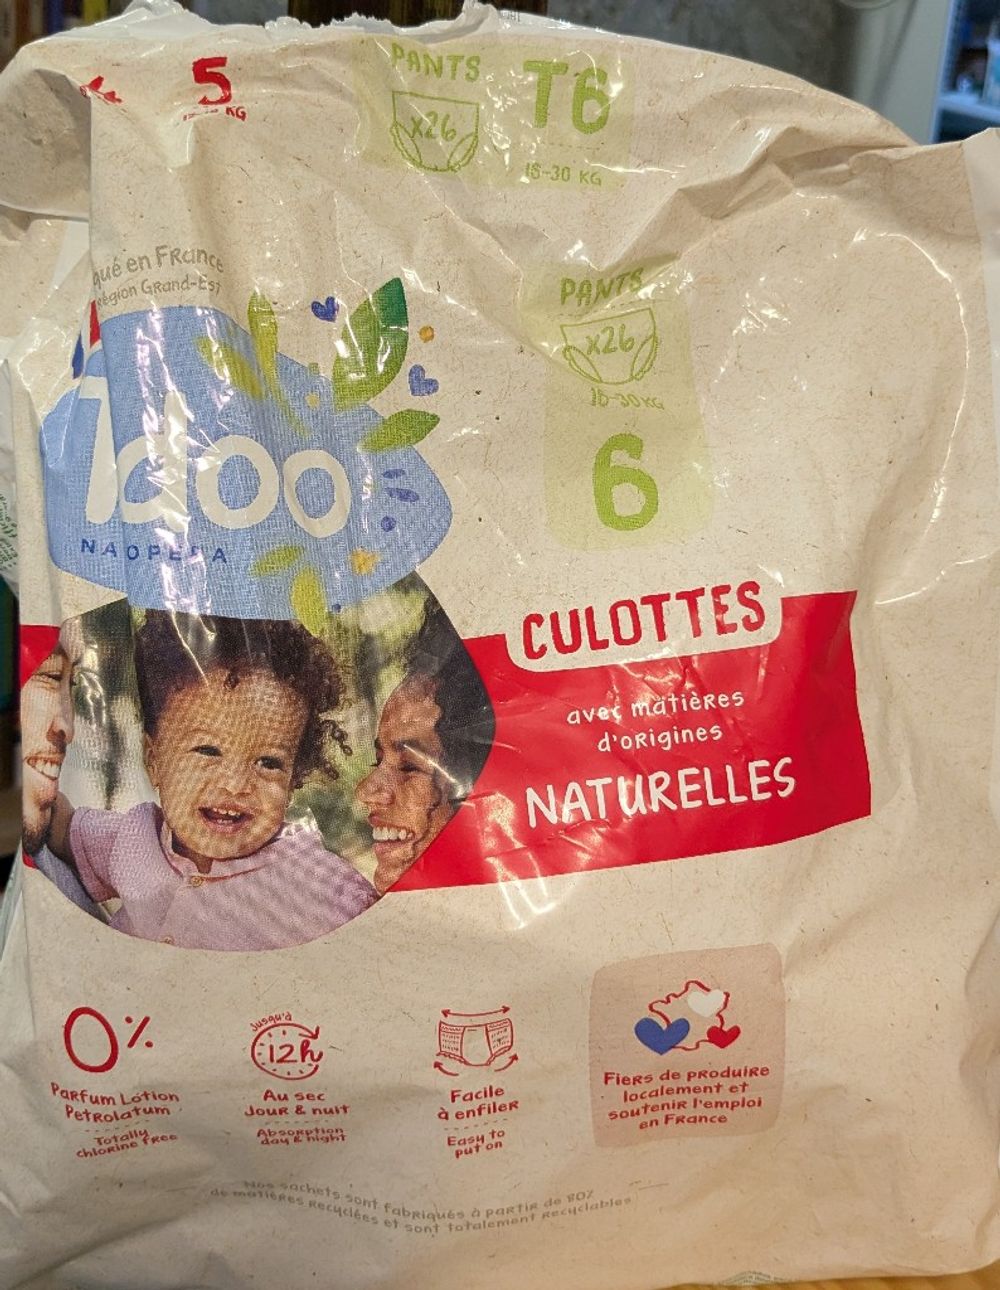 5
KG
PANTS
x26
T6
16-30 KG
qué en France
Région Grand-Est
PANTS
x26
16-30 KG
6
idoo
NAOPERA
CULOTTES
avec matières
d'origines
NATURELLES
0%
Parfum Lotion
Petrolatum
Totally
chlorine free
Jusqu'à
12h
Au sec
Jour & nuit
Absorption
day & night
Facile
à enfiler
Easy to
put on
Fiers de produire
localement et
soutenir l'emploi
en France
Nos sachets sont fabriqués à partir de 80%
de matières recyclées et sont totalement recyclables